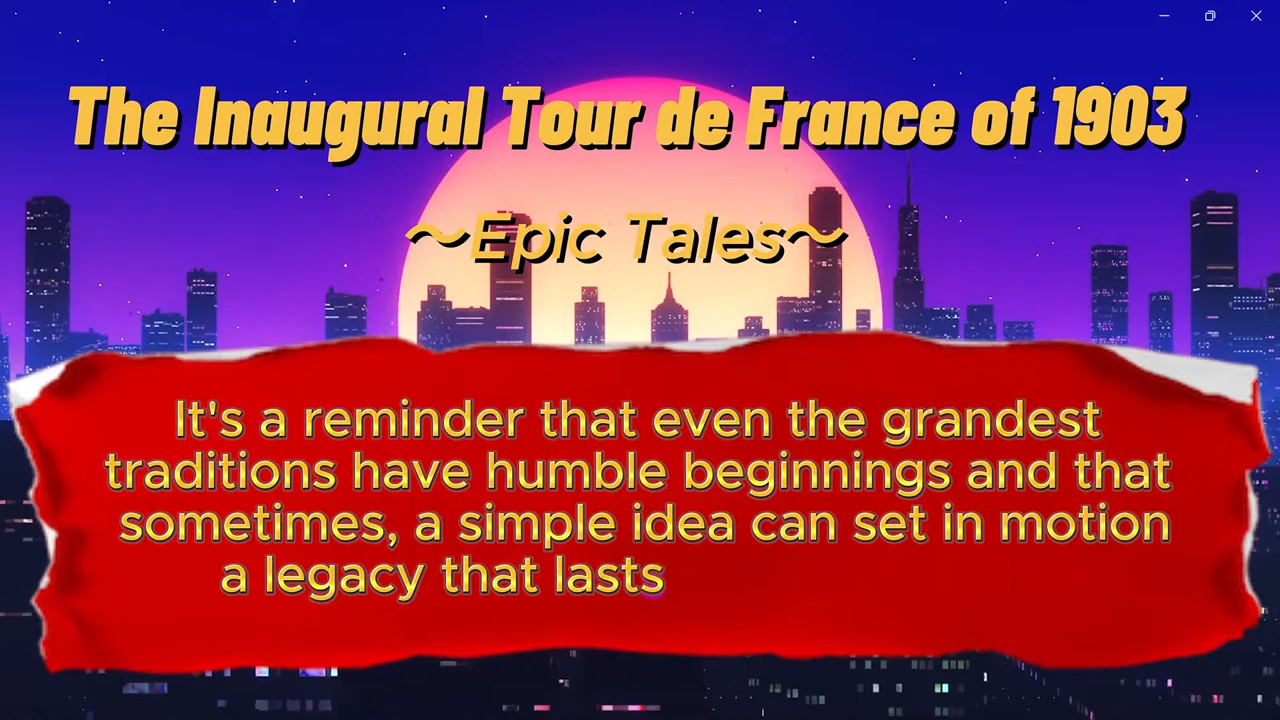 The Inaugural Tour de France of 1903
～Epic Tales～
It's a reminder that even the grandest
traditions have humble beginnings and that
sometimes, a simple idea can set in motion
a legacy that lasts